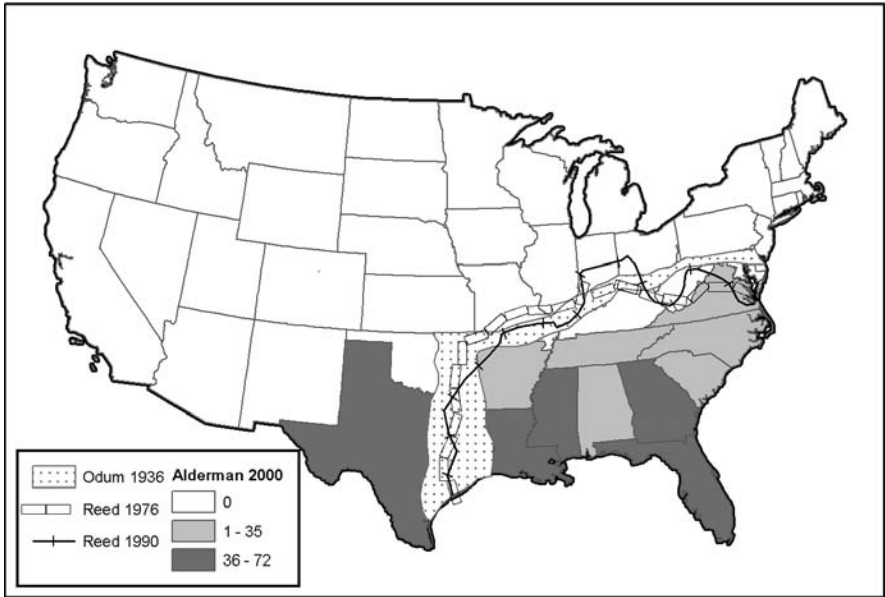 Odum 1936
Reed 1976
Reed 1990
Alderman 2000
0
1 - 35
36 - 72